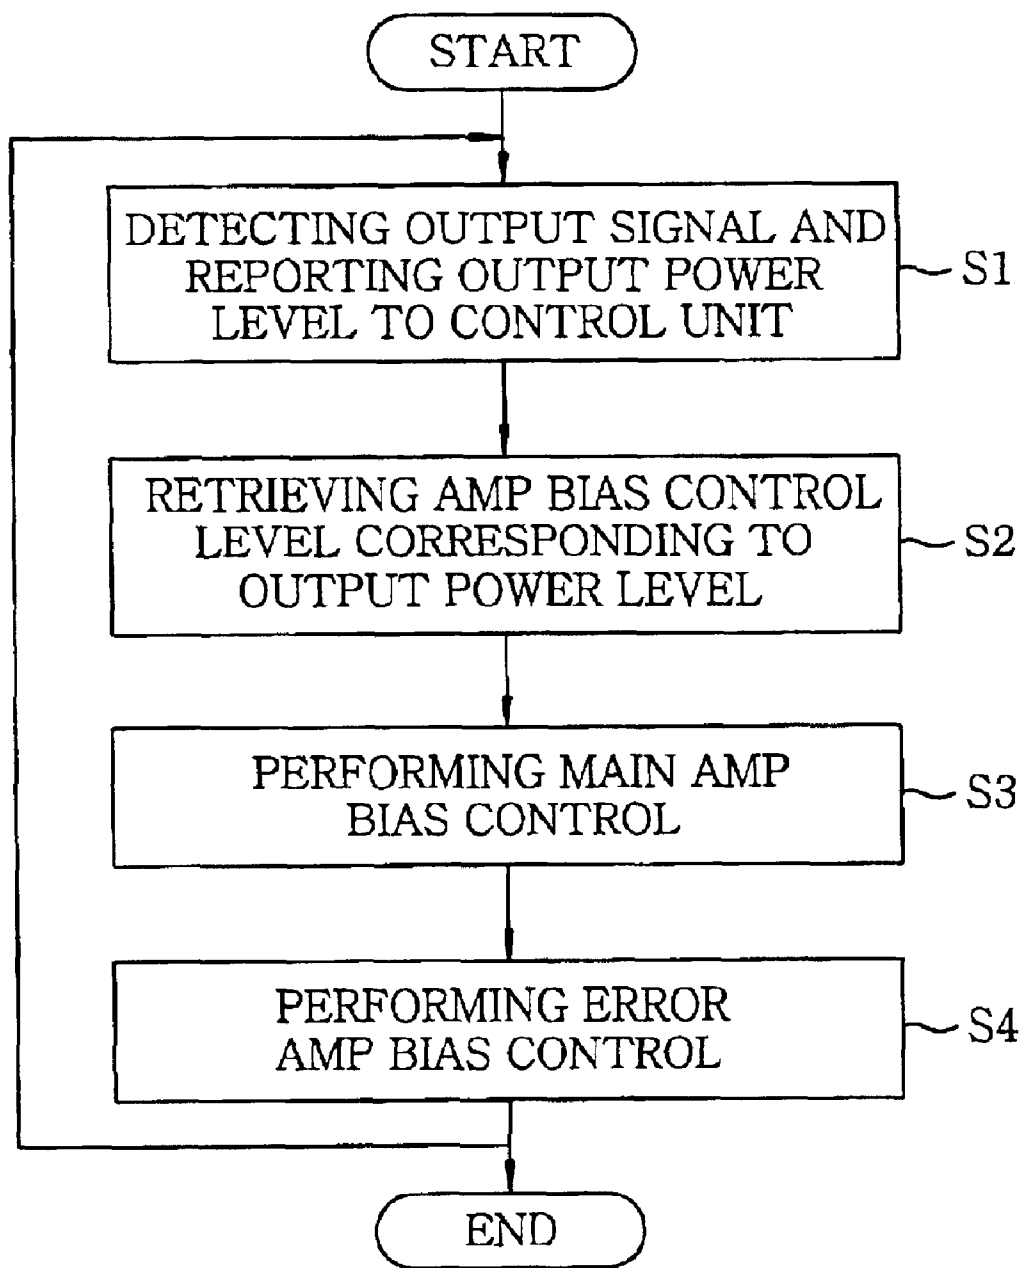 START
DETECTING OUTPUT SIGNAL AND
REPORTING OUTPUT POWER
LEVEL TO CONTROL UNIT
S1
RETRIEVING AMP BIAS CONTROL
LEVEL CORRESPONDING TO
OUTPUT POWER LEVEL
S2
PERFORMING MAIN AMP
BIAS CONTROL
S3
PERFORMING ERROR
AMP BIAS CONTROL
S4
END